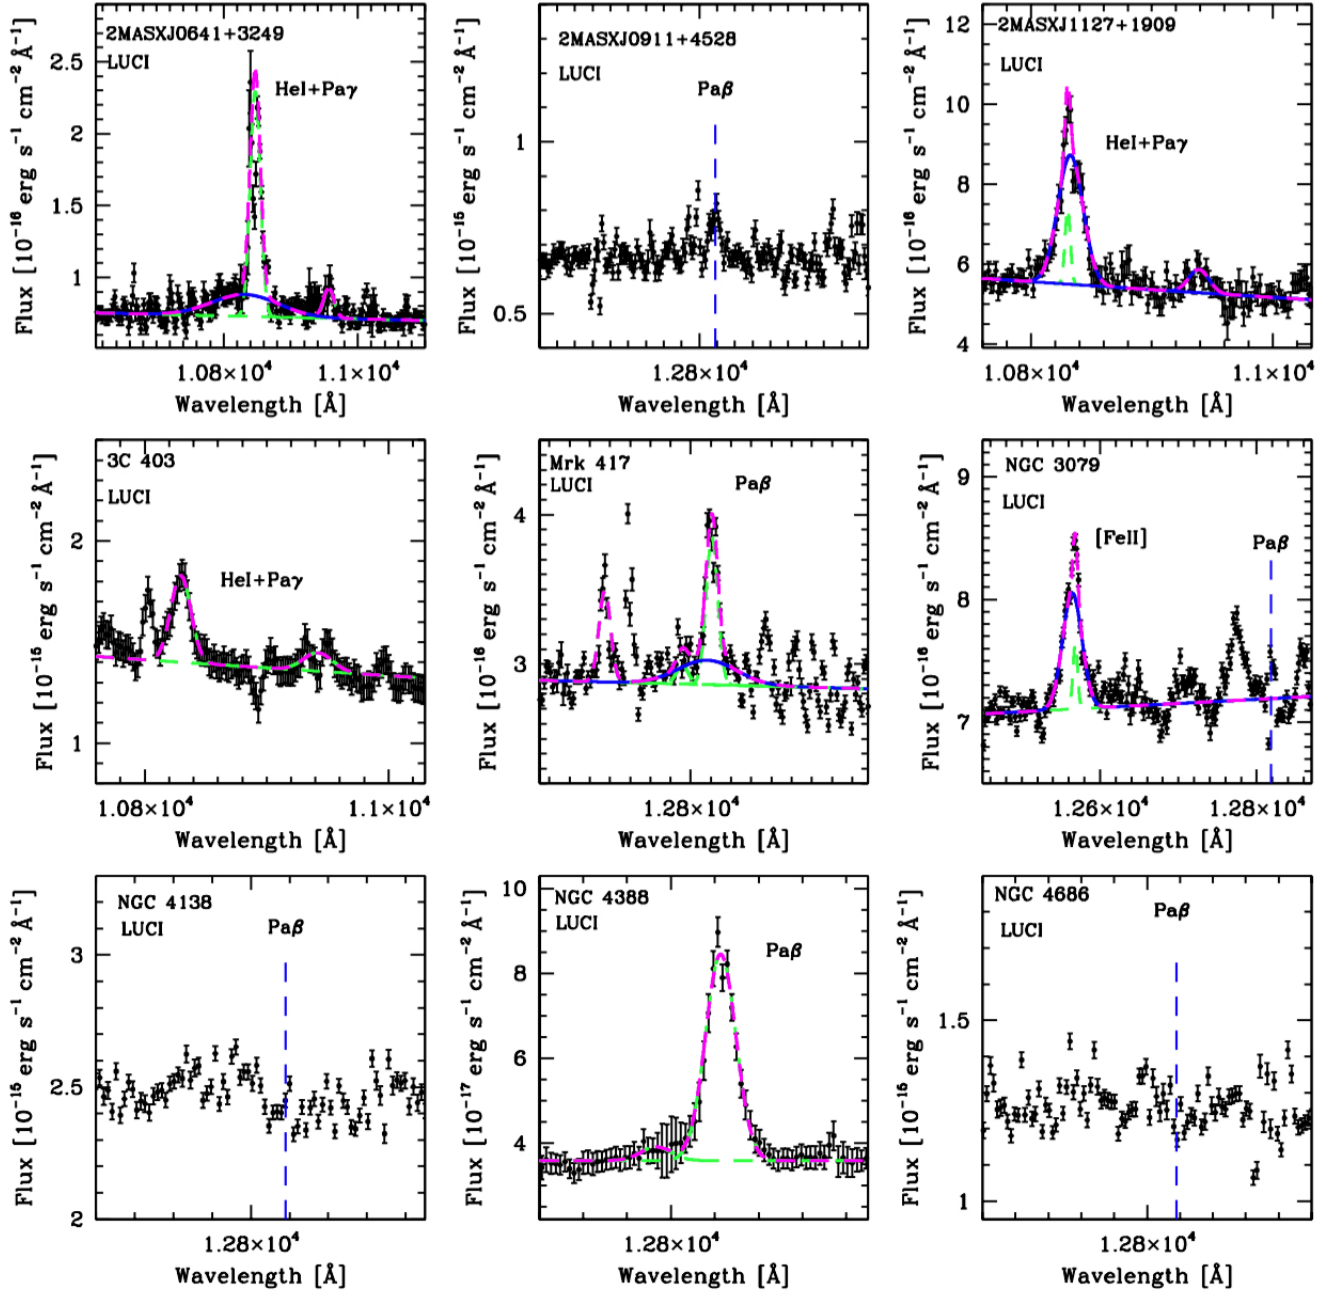 2MASXJ0641+3249
LUCI
HeI+Paγ
2.5
2
1.5
1
1.08×10⁴ 1.1×10⁴
Wavelength [Å]
Flux [10⁻¹⁶ erg s⁻¹ cm⁻² Å⁻¹]
2MASXJ0911+4528
LUCI
Paβ
1
0.5
1.28×10⁴
Wavelength [Å]
Flux [10⁻¹⁵ erg s⁻¹ cm⁻² Å⁻¹]
2MASXJ1127+1909
LUCI
HeI+Paγ
12
10
8
6
4
1.08×10⁴ 1.1×10⁴
Wavelength [Å]
Flux [10⁻¹⁶ erg s⁻¹ cm⁻² Å⁻¹]
3C 403
LUCI
HeI+Paγ
2
1
1.08×10⁴ 1.1×10⁴
Wavelength [Å]
Flux [10⁻¹⁵ erg s⁻¹ cm⁻² Å⁻¹]
Mrk 417
LUCI
Paβ
4
3
1.28×10⁴
Wavelength [Å]
Flux [10⁻¹⁶ erg s⁻¹ cm⁻² Å⁻¹]
NGC 3079
LUCI
[FeII]
Paβ
9
8
7
1.26×10⁴ 1.28×10⁴
Wavelength [Å]
Flux [10⁻¹⁵ erg s⁻¹ cm⁻² Å⁻¹]
NGC 4138
LUCI
Paβ
3
2.5
2
1.28×10⁴
Wavelength [Å]
Flux [10⁻¹⁵ erg s⁻¹ cm⁻² Å⁻¹]
NGC 4388
LUCI
Paβ
10
8
6
4
1.28×10⁴
Wavelength [Å]
Flux [10⁻¹⁷ erg s⁻¹ cm⁻² Å⁻¹]
NGC 4686
LUCI
Paβ
1.5
1
1.28×10⁴
Wavelength [Å]
Flux [10⁻¹⁵ erg s⁻¹ cm⁻² Å⁻¹]